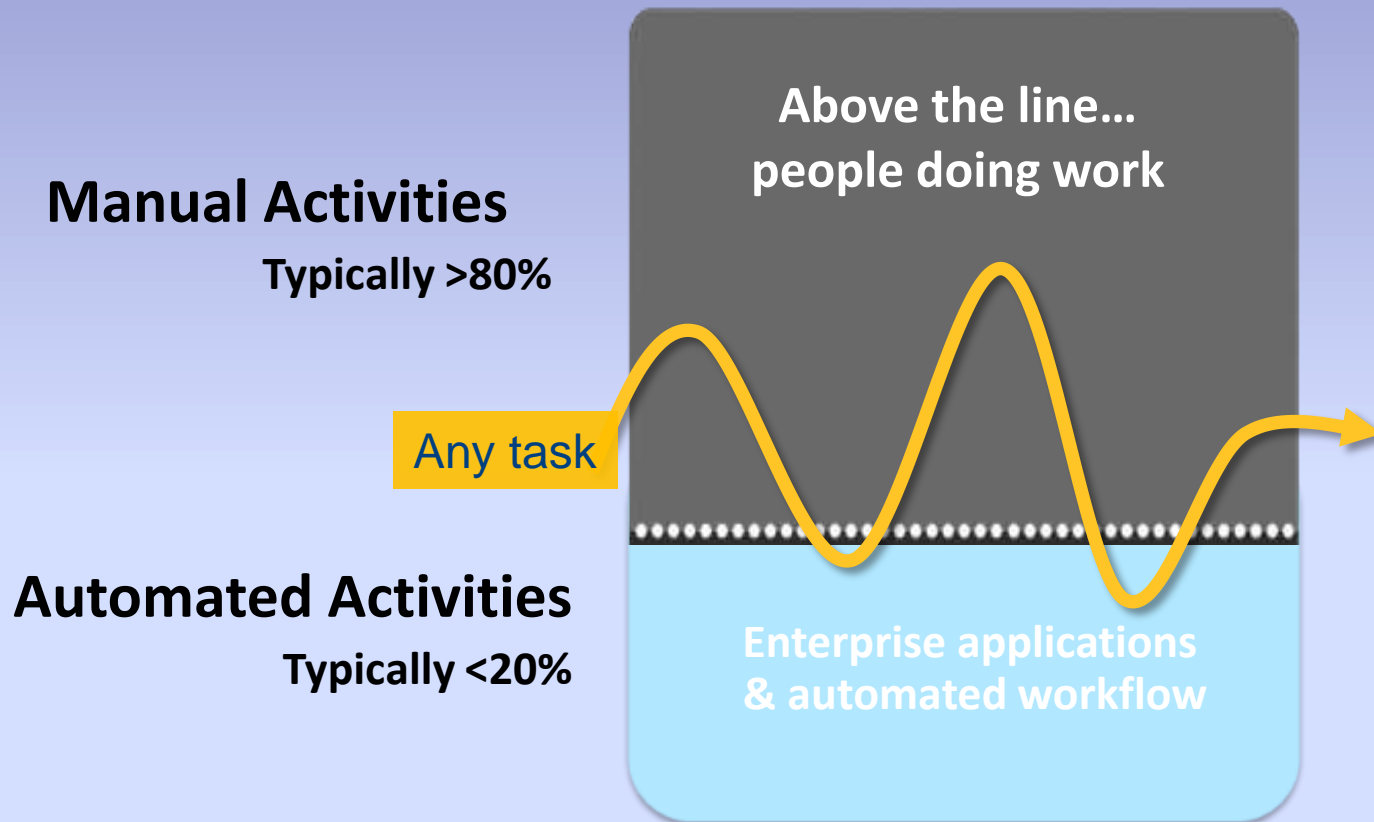 Above the line…
people doing work
Manual Activities
Typically >80%
Any task
Automated Activities
Typically <20%
Enterprise applications
& automated workflow